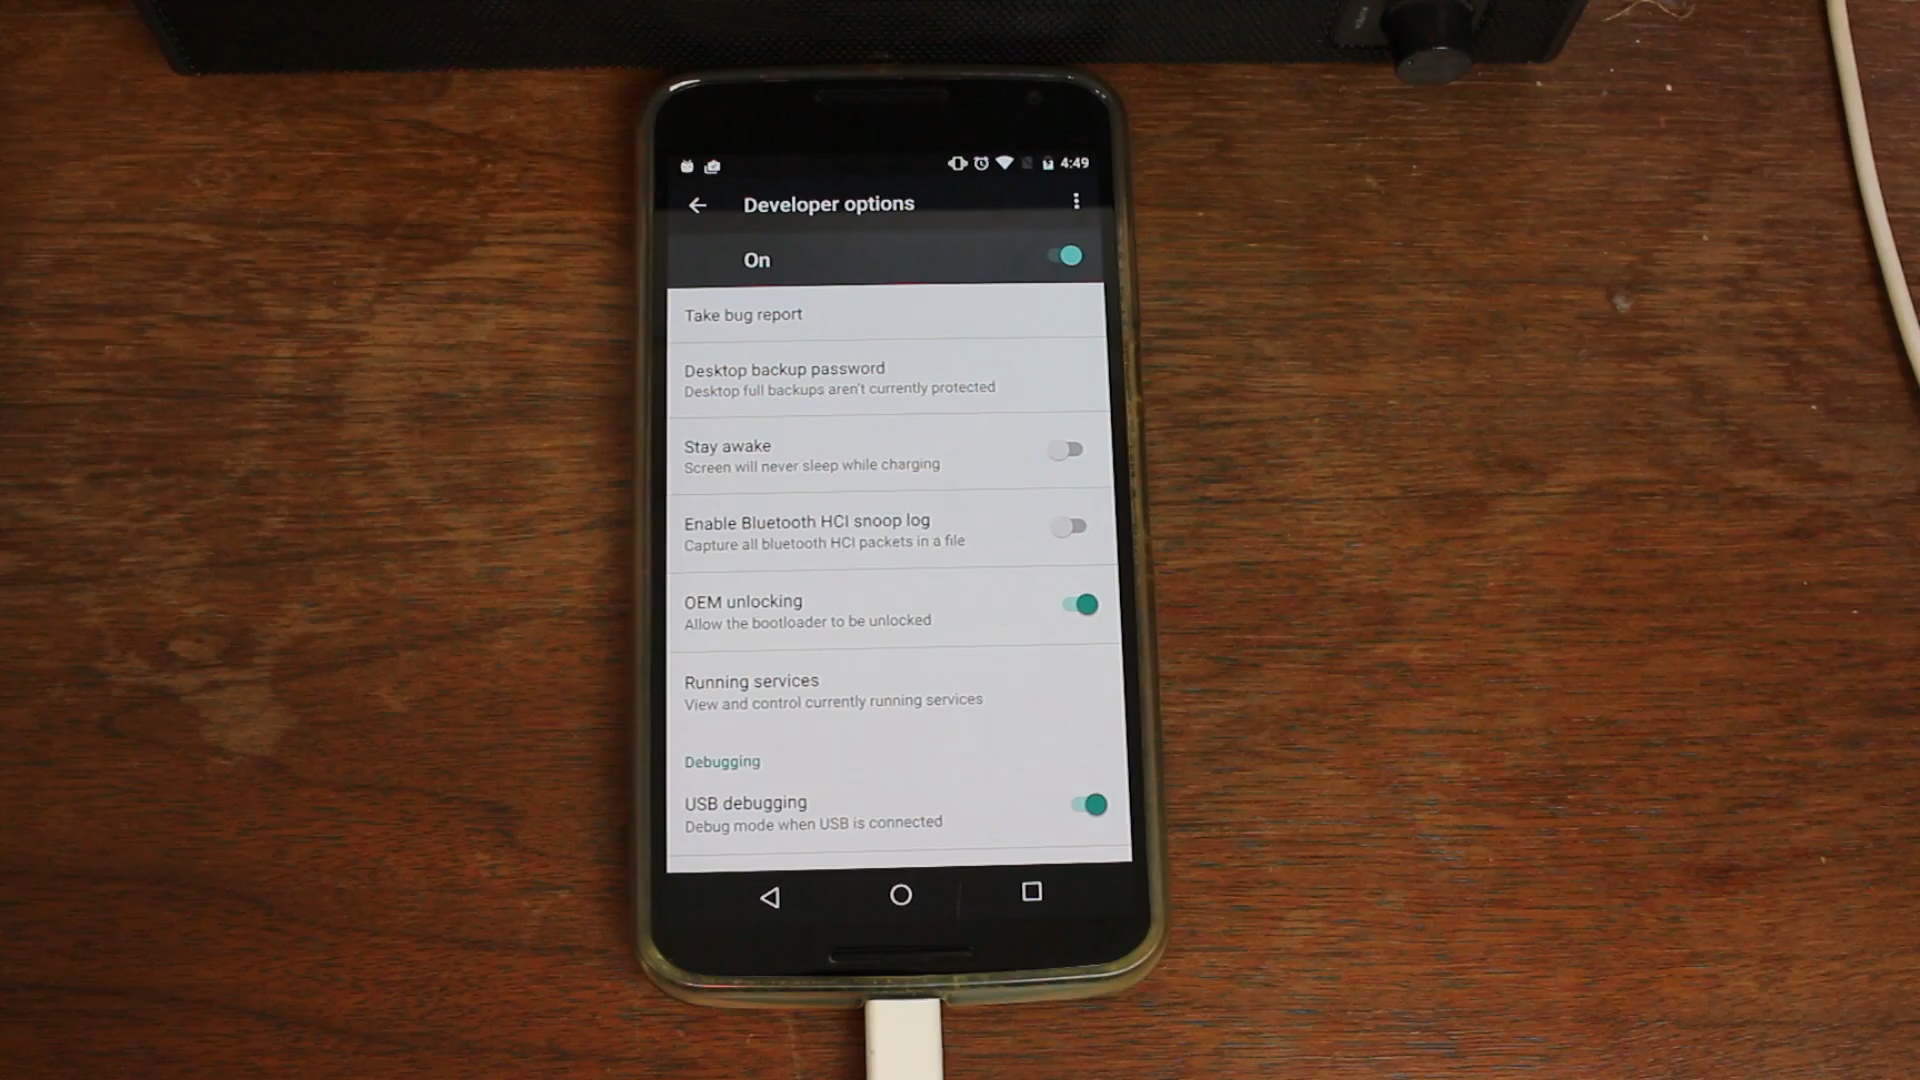 4:49
Developer options
On
Take bug report
Desktop backup password
Desktop full backups aren't currently protected
Stay awake
Screen will never sleep while charging
Enable Bluetooth HCI snoop log
Capture all bluetooth HCI packets in a file
OEM unlocking
Allow the bootloader to be unlocked
Running services
View and control currently running services
Debugging
USB debugging
Debug mode when USB is connected